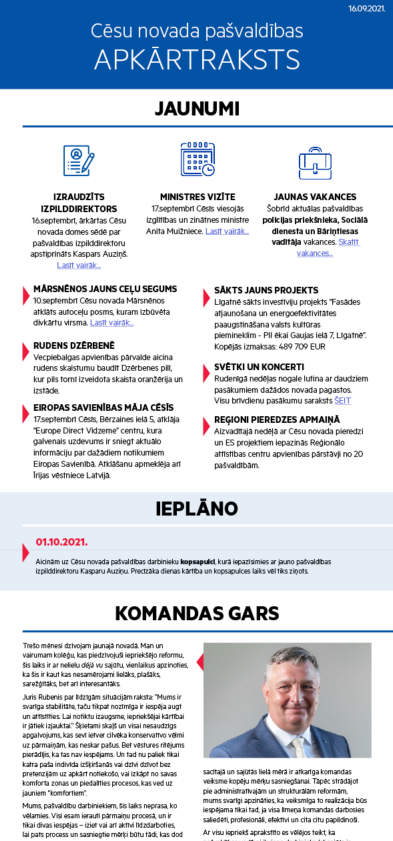 16.09.2021.
Cēsu novada pašvaldības
APKĀRTRAKSTS
JAUNUMI
IZRAUDZĪTS
IZPILDDIREKTORS
16.septembrī, ārkārtas Cēsu
novada domes sēdē par
pašvaldības izpilddirektoru
apstiprināts Kaspars Auziņš.
Lasīt vairāk...
MINISTRES VIZĪTE
17.septembrī Cēsīs viesojās
izglītības un zinātnes ministre
Anita Muižniece. Lasīt vairāk...
JAUNAS VAKANCES
Šobrīd aktuālas pašvaldības
policijas priekšnieka, Sociālā
dienesta un Bāriņtiesas
vadītāja vakances. Skatīt
vakances...
MĀRSNĒNOS JAUNS CEĻU SEGUMS
10.septembrī Cēsu novada Mārsnēnos
atklāts autoceļu posms, kuram izbūvēta
divkārtu virsma. Lasīt vairāk...
RUDENS DZĒRBENĒ
Vecpiebalgas apvienības pārvalde aicina
rudens skaistumu baudīt Dzērbenes pilī,
kur pils tornī izveidota skaista oranžērija un
izstāde.
EIROPAS SAVIENĪBAS MĀJA CĒSĪS
17.septembrī Cēsīs, Bērzaines ielā 5, atklāja
"Europe Direct Vidzeme" centru, kura
galvenais uzdevums ir sniegt aktuālo
informāciju par dažādiem notikumiem
Eiropas Savienībā. Atklāšanu apmeklēja arī
Īrijas vēstniece Latvijā.
SĀKTS JAUNS PROJEKTS
Līgatnē sākts investīciju projekts "Fasādes
atjaunošana un energoefektivitātes
paaugstināšana valsts kultūras
piemineklim - Pīl ēkai Gaujas ielā 7, Līgatnē".
Kopējās izmaksas: 489 709 EUR
SVĒTKI UN KONCERTI
Rudenīgā nedēļas nogale lutina ar daudziem
pasākumiem dažādos novada pagastos.
Visu brīvdienu pasākumu saraksts ŠEIT
REĢIONI PIEREDZES APMAIŅĀ
Aizvadītajā nedēļā ar Cēsu novada pieredzi
un ES projektiem iepazinās Reģionālo
attīstības centru apvienības pārstāvji no 20
pašvaldībām.
IEPLĀNO
01.10.2021.
Aicinām uz Cēsu novada pašvaldības darbinieku kopsapulci, kurā iepazīsimies ar jauno pašvaldības
izpilddirektoru Kasparu Auziņu. Precīzāka dienas kārtība un kopsapulces laiks vēl tiks ziņots.
KOMANDAS GARS
Trešo mēnesi dzīvojam jaunajā novadā. Man un
vairumam kolēģu, kas piedzīvojuši iepriekšējo reformu,
šis laiks ir ar nelielu déjà vu sajūtu, vienlaikus apzinoties,
ka šis ir kaut kas nesamērojami lielāks, plašāks,
sarežģītāks, bet arī interesantāks.
Juris Rubenis par līdzīgām situācijām raksta: "Mums ir
svarīga stabilitāte, taču tikpat nozīmīga ir iespēja augt
un attīstīties. Lai notiktu izaugsme, iepriekšējai kārtībai
ir jātiek izjauktai." Šķietami skaļš un visai nesaudzīgs
apgalvojums, kas sevī ietver cilvēka konservatīvo vēlmi
uz pārmaiņām, kas neskar pašus. Bet vēstures ritējums
pierādījis, ka tas nav iespējams. Un tad nu paliek tikai
katra paša indivīda izšķiršanās vai dzīvi dzīvot bez
pretenzijām uz apkārt notiekošo, vai izkāpt no savas
komforta zonas un piedalīties procesos, kas ved uz
jauniem "komfortiem".
Mums, pašvaldību darbiniekiem, šis laiks neprasa, ko
vēlamies. Visi esam ierauti pārmaiņu procesā, un ir
tikai divas iespējas – iziet vai arī aktīvi līdzdarboties,
lai pats process un sasniegtie mērķi būtu tādi, kas dod
sacītajā un sajūtās lielā mērā ir atkarīga komandas
veiksme kopēju mērķu sasniegšanai. Tāpēc strādājot
pie administratīvajām un strukturālām reformām,
mums svarīgi apzināties, ka veiksmīga to realizācija būs
iespējama tikai tad, ja visa līmeņa komandas darbosies
saliedēti, profesionāli, efektīvi un cita citu papildinoši.
Ar visu iepriekš aprakstīto es vēlējos teikt, ka